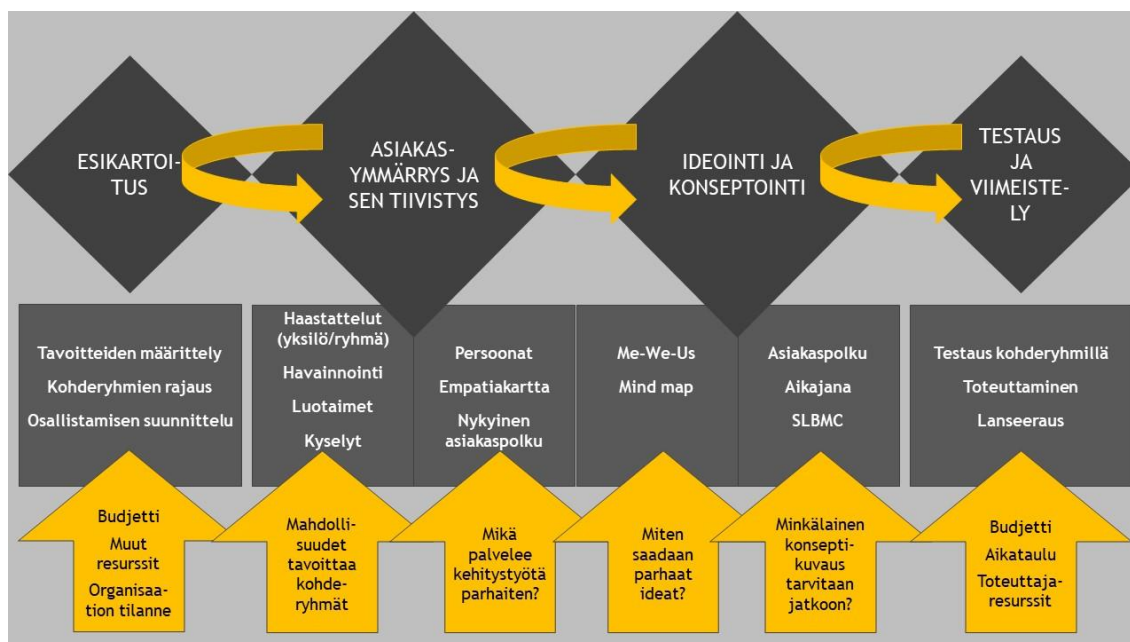 ESIKARTOI-
TUS
ASIAKAS-
YMMÄRRYS JA
SEN TIIVISTYS
IDEOINTI JA
KONSEPTOINTI
TESTAUS
JA
VIIMEISTE-
LY
Tavoitteiden määrittely
Kohderyhmien rajaus
Osallistamisen suunnittelu
Haastattelut
(yksilö/ryhmä)
Havainnointi
Luotaimet
Kyselyt
Persoonat
Empatiakartta
Nykyinen
asiakaspolku
Me-We-Us
Mind map
Asiakaspolku
Aikajana
SLBMC
Testaus kohderyhmillä
Toteuttaminen
Lanseeraus
Budjetti
Muut
resurssit
Organisaa-
tion tilanne
Mahdolli-
suudet
tavoittaa
kohde-
ryhmät
Mikä
palvelee
kehitystyötä
parhaiten?
Miten
saadaan
parhaat
ideat?
Minkälainen
konsepti-
kuvaus
tarvitaan
jatkoon?
Budjetti
Aikataulu
Toteuttaja-
resurssit